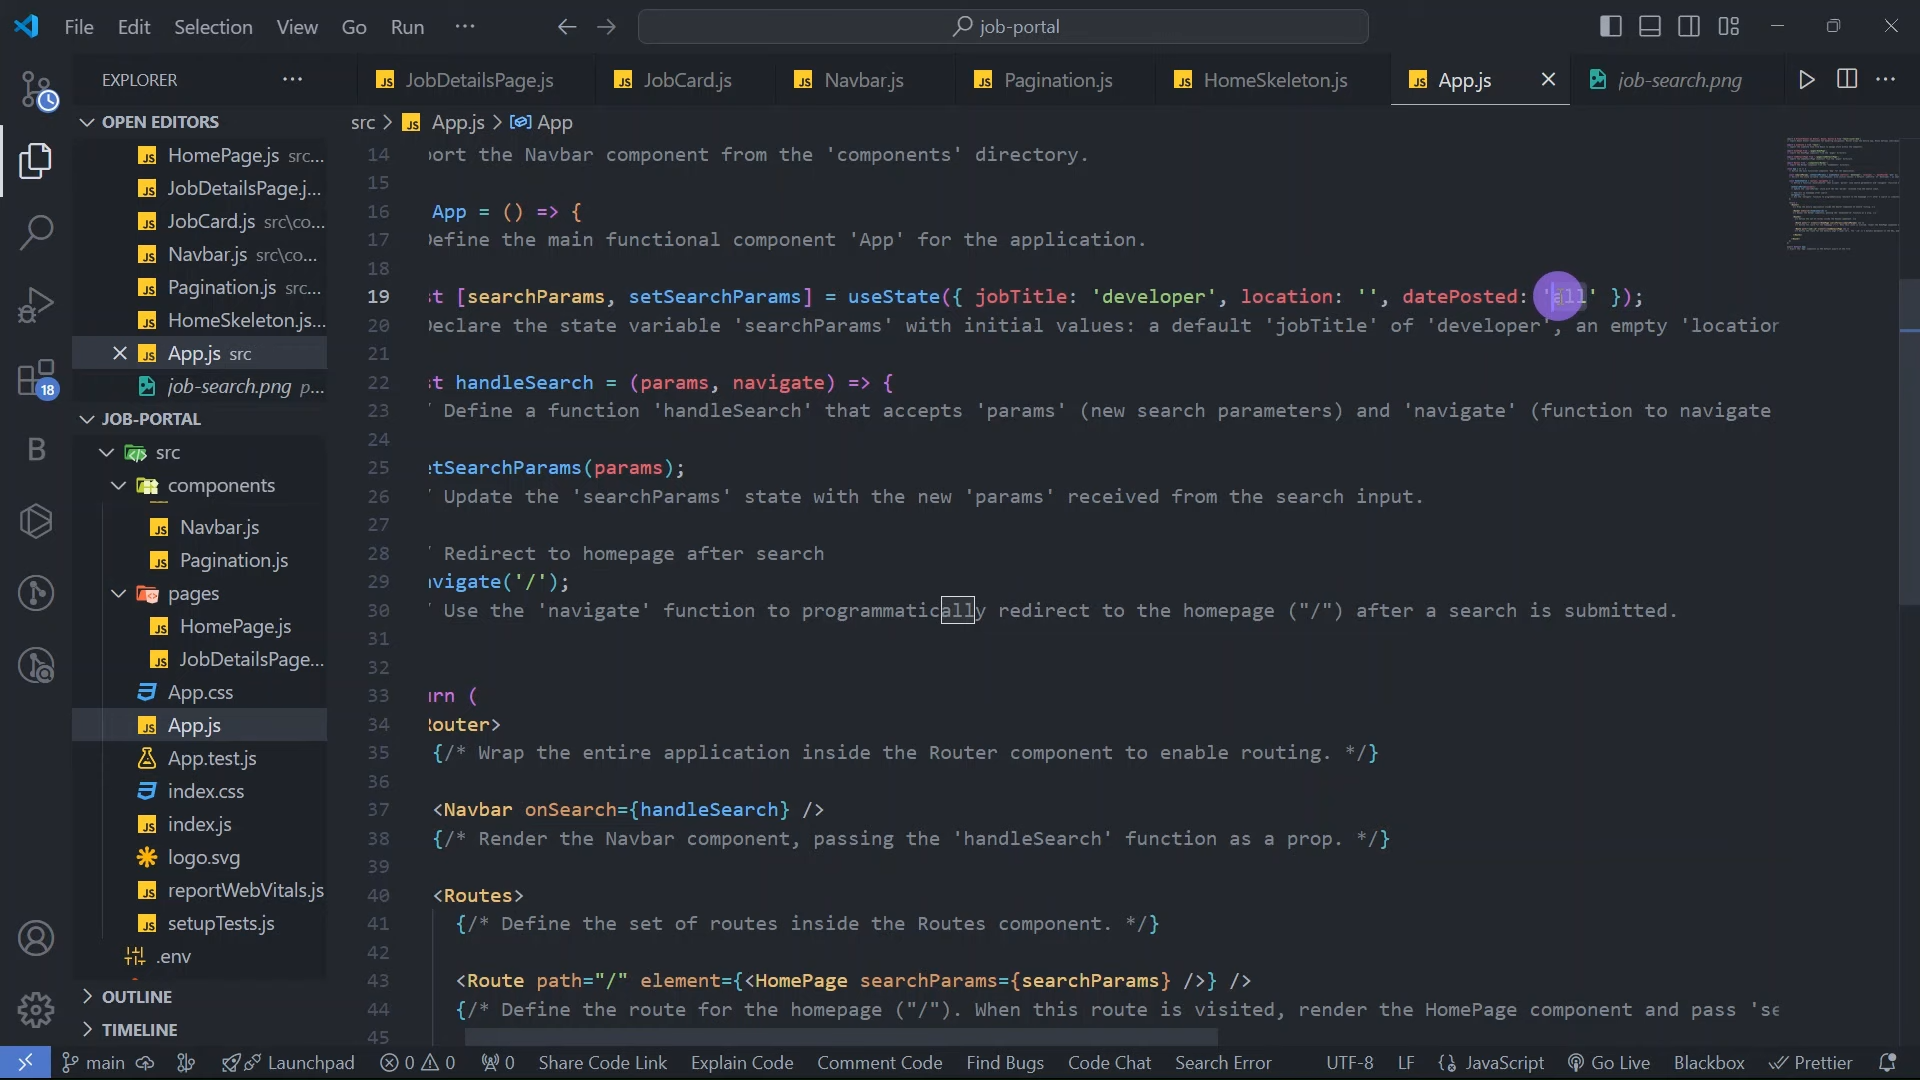 File Edit Selection View Go Run ··· job-portal
EXPLORER ···
JobDetailsPage.js JobCard.js Navbar.js Pagination.js HomeSkeleton.js App.js job-search.png ···
OPEN EDITORS
HomePage.js src...
JobDetailsPage.j...
JobCard.js src\co...
Navbar.js src\co...
Pagination.js src...
HomeSkeleton.js...
App.js src
job-search.png p...
JOB-PORTAL
src
components
Navbar.js
Pagination.js
pages
HomePage.js
JobDetailsPage...
App.css
App.js
App.test.js
index.css
index.js
logo.svg
reportWebVitals.js
setupTests.js
.env
OUTLINE
TIMELINE
18
src > App.js > App
14 ort the Navbar component from the 'components' directory.
15
16 App = () => {
17 Define the main functional component 'App' for the application.
18
19 st [searchParams, setSearchParams] = useState({ jobTitle: 'developer', location: '', datePosted: 'all' });
20 Declare the state variable 'searchParams' with initial values: a default 'jobTitle' of 'developer', an empty 'location
21
22 st handleSearch = (params, navigate) => {
23 Define a function 'handleSearch' that accepts 'params' (new search parameters) and 'navigate' (function to navigate
24
25 etSearchParams(params);
26 Update the 'searchParams' state with the new 'params' received from the search input.
27
28 Redirect to homepage after search
29 avigate('/');
30 Use the 'navigate' function to programmatically redirect to the homepage ("/") after a search is submitted.
31
32
33 urn (
34 Router>
35 {/* Wrap the entire application inside the Router component to enable routing. */}
36
37 <Navbar onSearch={handleSearch} />
38 {/* Render the Navbar component, passing the 'handleSearch' function as a prop. */}
39
40 <Routes>
41 {/* Define the set of routes inside the Routes component. */}
42
43 <Route path="/" element={<HomePage searchParams={searchParams} />} />
44 {/* Define the route for the homepage ("/"). When this route is visited, render the HomePage component and pass 'se
45
main Launchpad 0 0 0 Share Code Link Explain Code Comment Code Find Bugs Code Chat Search Error UTF-8 LF {} JavaScript Go Live Blackbox Prettier